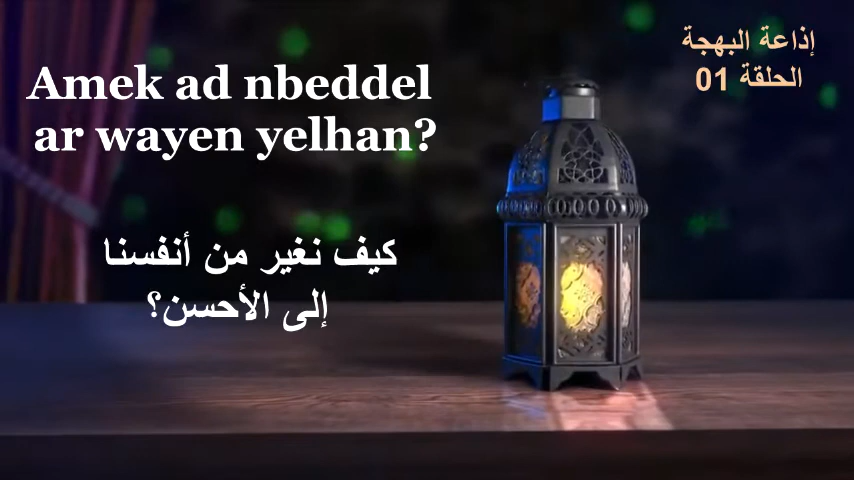 إذاعة البهجة
الحلقة 01
Amek ad nbeddel
ar wayen yelhan?
كيف نغير من أنفسنا
إلى الأحسن؟